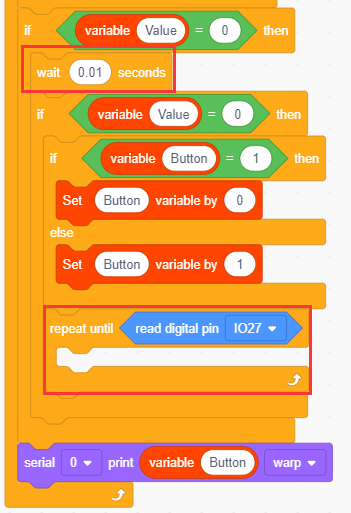 if variable Value = 0 then
wait 0.01 seconds
if variable Value = 0 then
if variable Button = 1 then
Set Button variable by 0
else
Set Button variable by 1
repeat until read digital pin IO27
serial 0 print variable Button warp